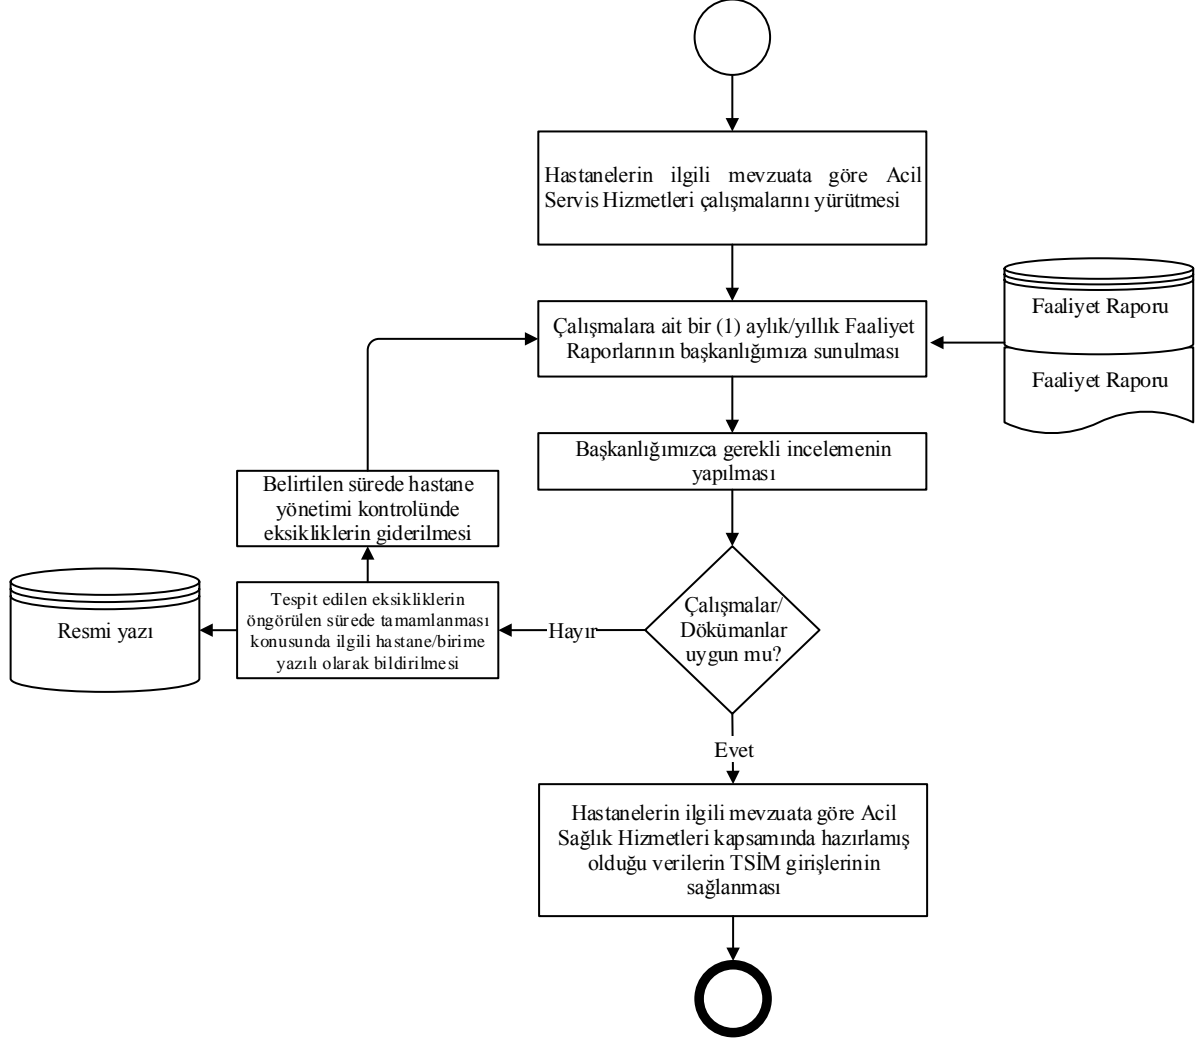 Hastanelerin ilgili mevzuata göre Acil
Servis Hizmetleri çalışmalarını yürütmesi
Faaliyet Raporu
Çalışmalara ait bir (1) aylık/yıllık Faaliyet
Raporlarının başkanlığımıza sunulması
Faaliyet Raporu
Başkanlığımızca gerekli incelemenin
yapılması
Belirtilen sürede hastane
yönetimi kontrolünde
eksikliklerin giderilmesi
Tespit edilen eksikliklerin
öngörülen sürede tamamlanması
konusunda ilgili hastane/birime
yazılı olarak bildirilmesi
Resmi yazı
Hayır
Çalışmalar/
Dökümanlar
uygun mu?
Evet
Hastanelerin ilgili mevzuata göre Acil
Sağlık Hizmetleri kapsamında hazırlamış
olduğu verilerin TSİM girişlerinin
sağlanması